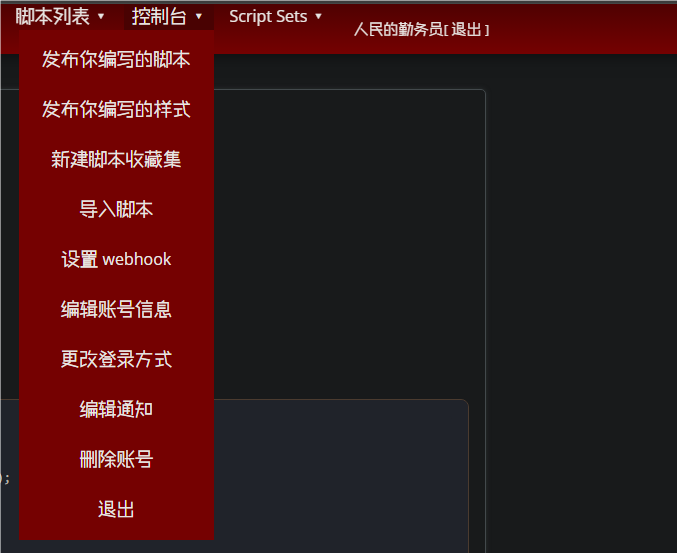 脚本列表 ▼ 控制台 ▼ Script Sets ▼ 人民的勤务员[ 退出 ]
发布你编写的脚本
发布你编写的样式
新建脚本收藏集
导入脚本
设置 webhook
编辑账号信息
更改登录方式
编辑通知
删除账号
);
退出